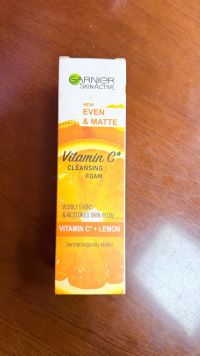 GARNIER
SKINACTIVE
NEW
EVEN
& MATTE
Vitamin C*
CLEANSING
FOAM
VISIBLY EVENS
& RESTORES SKIN GLOW
VITAMIN C* + LEMON
Dermatologically tested